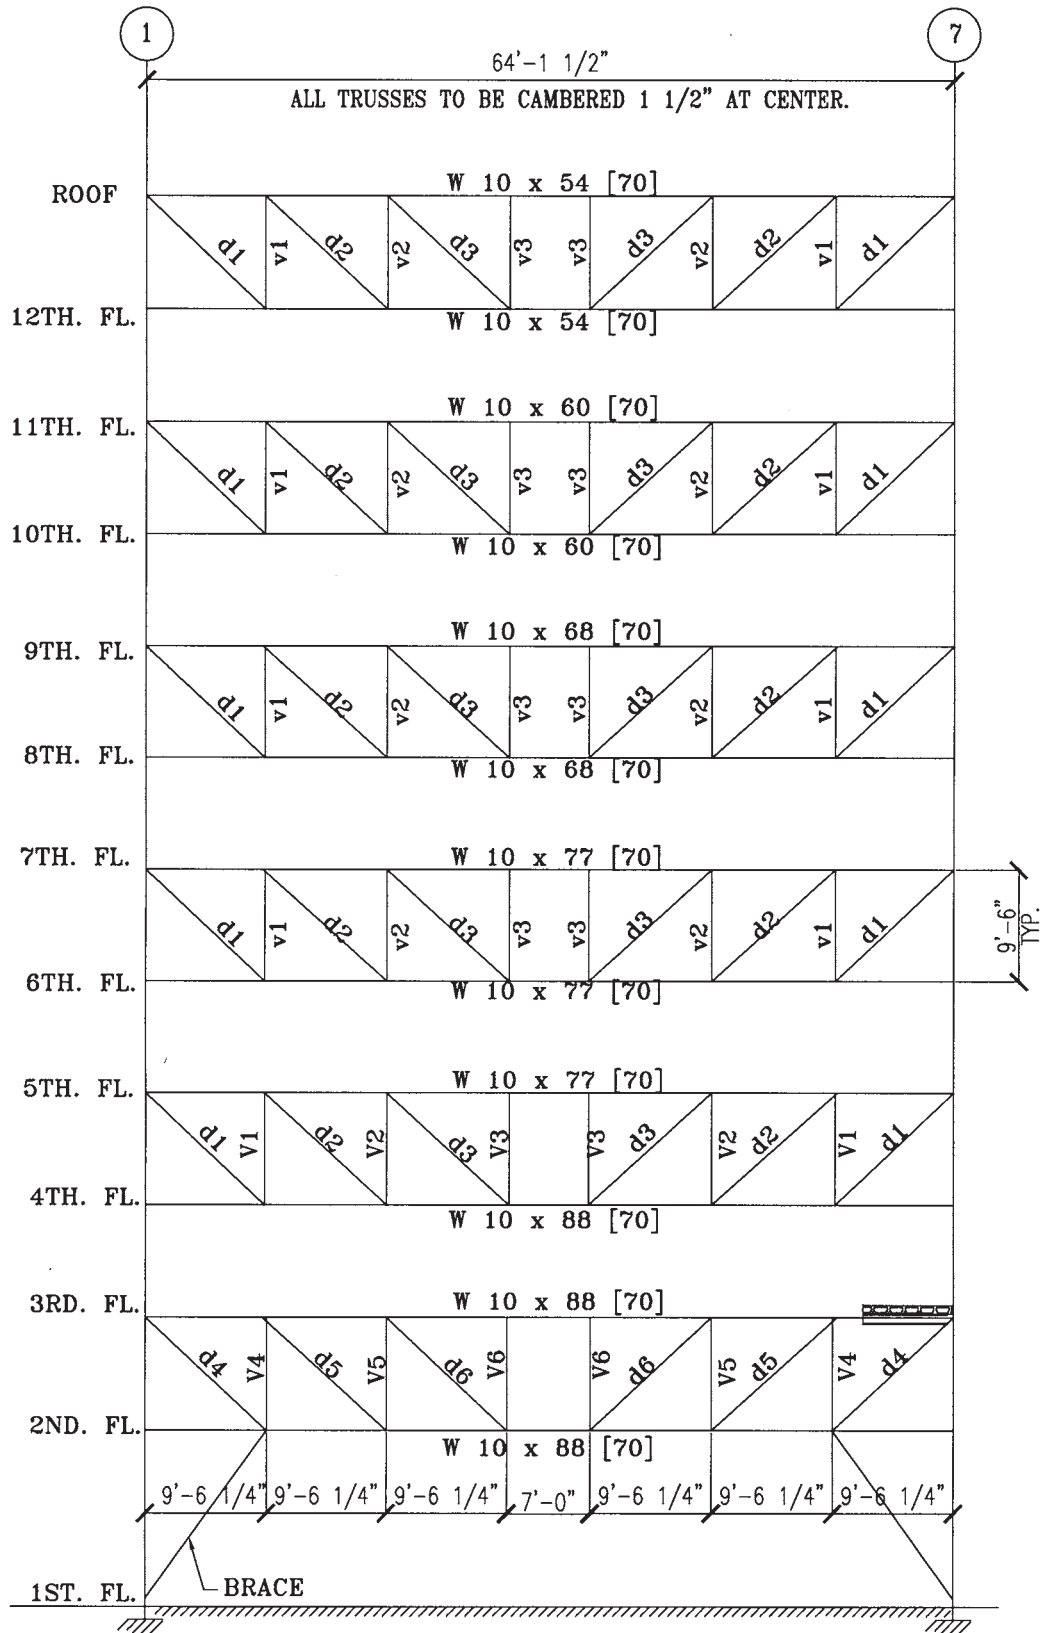 1 7
64'-1 1/2"
ALL TRUSSES TO BE CAMBERED 1 1/2" AT CENTER.
W 10 x 54 [70]
ROOF
d1 v1 d2 v2 d3 v3 v3 d3 v2 d2 v1 d1
12TH. FL.
W 10 x 54 [70]
W 10 x 60 [70]
11TH. FL.
d1 v1 d2 v2 d3 v3 v3 d3 v2 d2 v1 d1
10TH. FL.
W 10 x 60 [70]
W 10 x 68 [70]
9TH. FL.
d1 v1 d2 v2 d3 v3 v3 d3 v2 d2 v1 d1
8TH. FL.
W 10 x 68 [70]
7TH. FL.
W 10 x 77 [70]
d1 v1 d2 v2 d3 v3 v3 d3 v2 d2 v1 d1
9'-6"
TYP.
6TH. FL.
W 10 x 77 [70]
5TH. FL.
W 10 x 77 [70]
d1 V1 d2 V2 d3 V3 V3 d3 V2 d2 V1 d1
4TH. FL.
W 10 x 88 [70]
3RD. FL.
W 10 x 88 [70]
d4 V4 d5 V5 d6 V6 V6 d6 V5 d5 V4 d4
2ND. FL.
W 10 x 88 [70]
9'-6 1/4" 9'-6 1/4" 9'-6 1/4" 7'-0" 9'-6 1/4" 9'-6 1/4" 9'-6 1/4"
BRACE
1ST. FL.